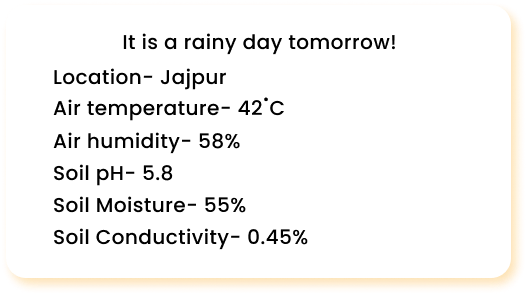 It is a rainy day tomorrow!
Location- Jajpur
Air temperature- 42°C
Air humidity- 58%
Soil pH- 5.8
Soil Moisture- 55%
Soil Conductivity- 0.45%